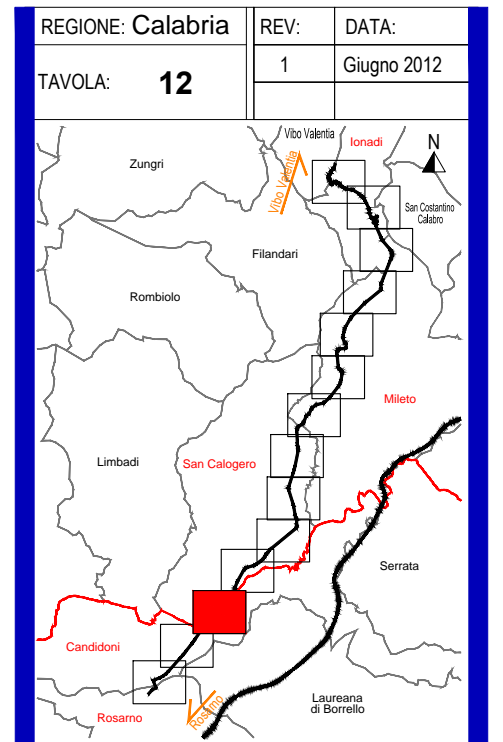 REGIONE: Calabria
REV:
DATA:
TAVOLA: 12
1
Giugno 2012
Vibo Valentia
Ionadi
N
Zungri
Vibo Valentia
San Costantino
Calabro
Filandari
Rombiolo
Mileto
Limbadi
San Calogero
Serrata
Candidoni
Laureana
di Borrello
Rosarno
Rosarno